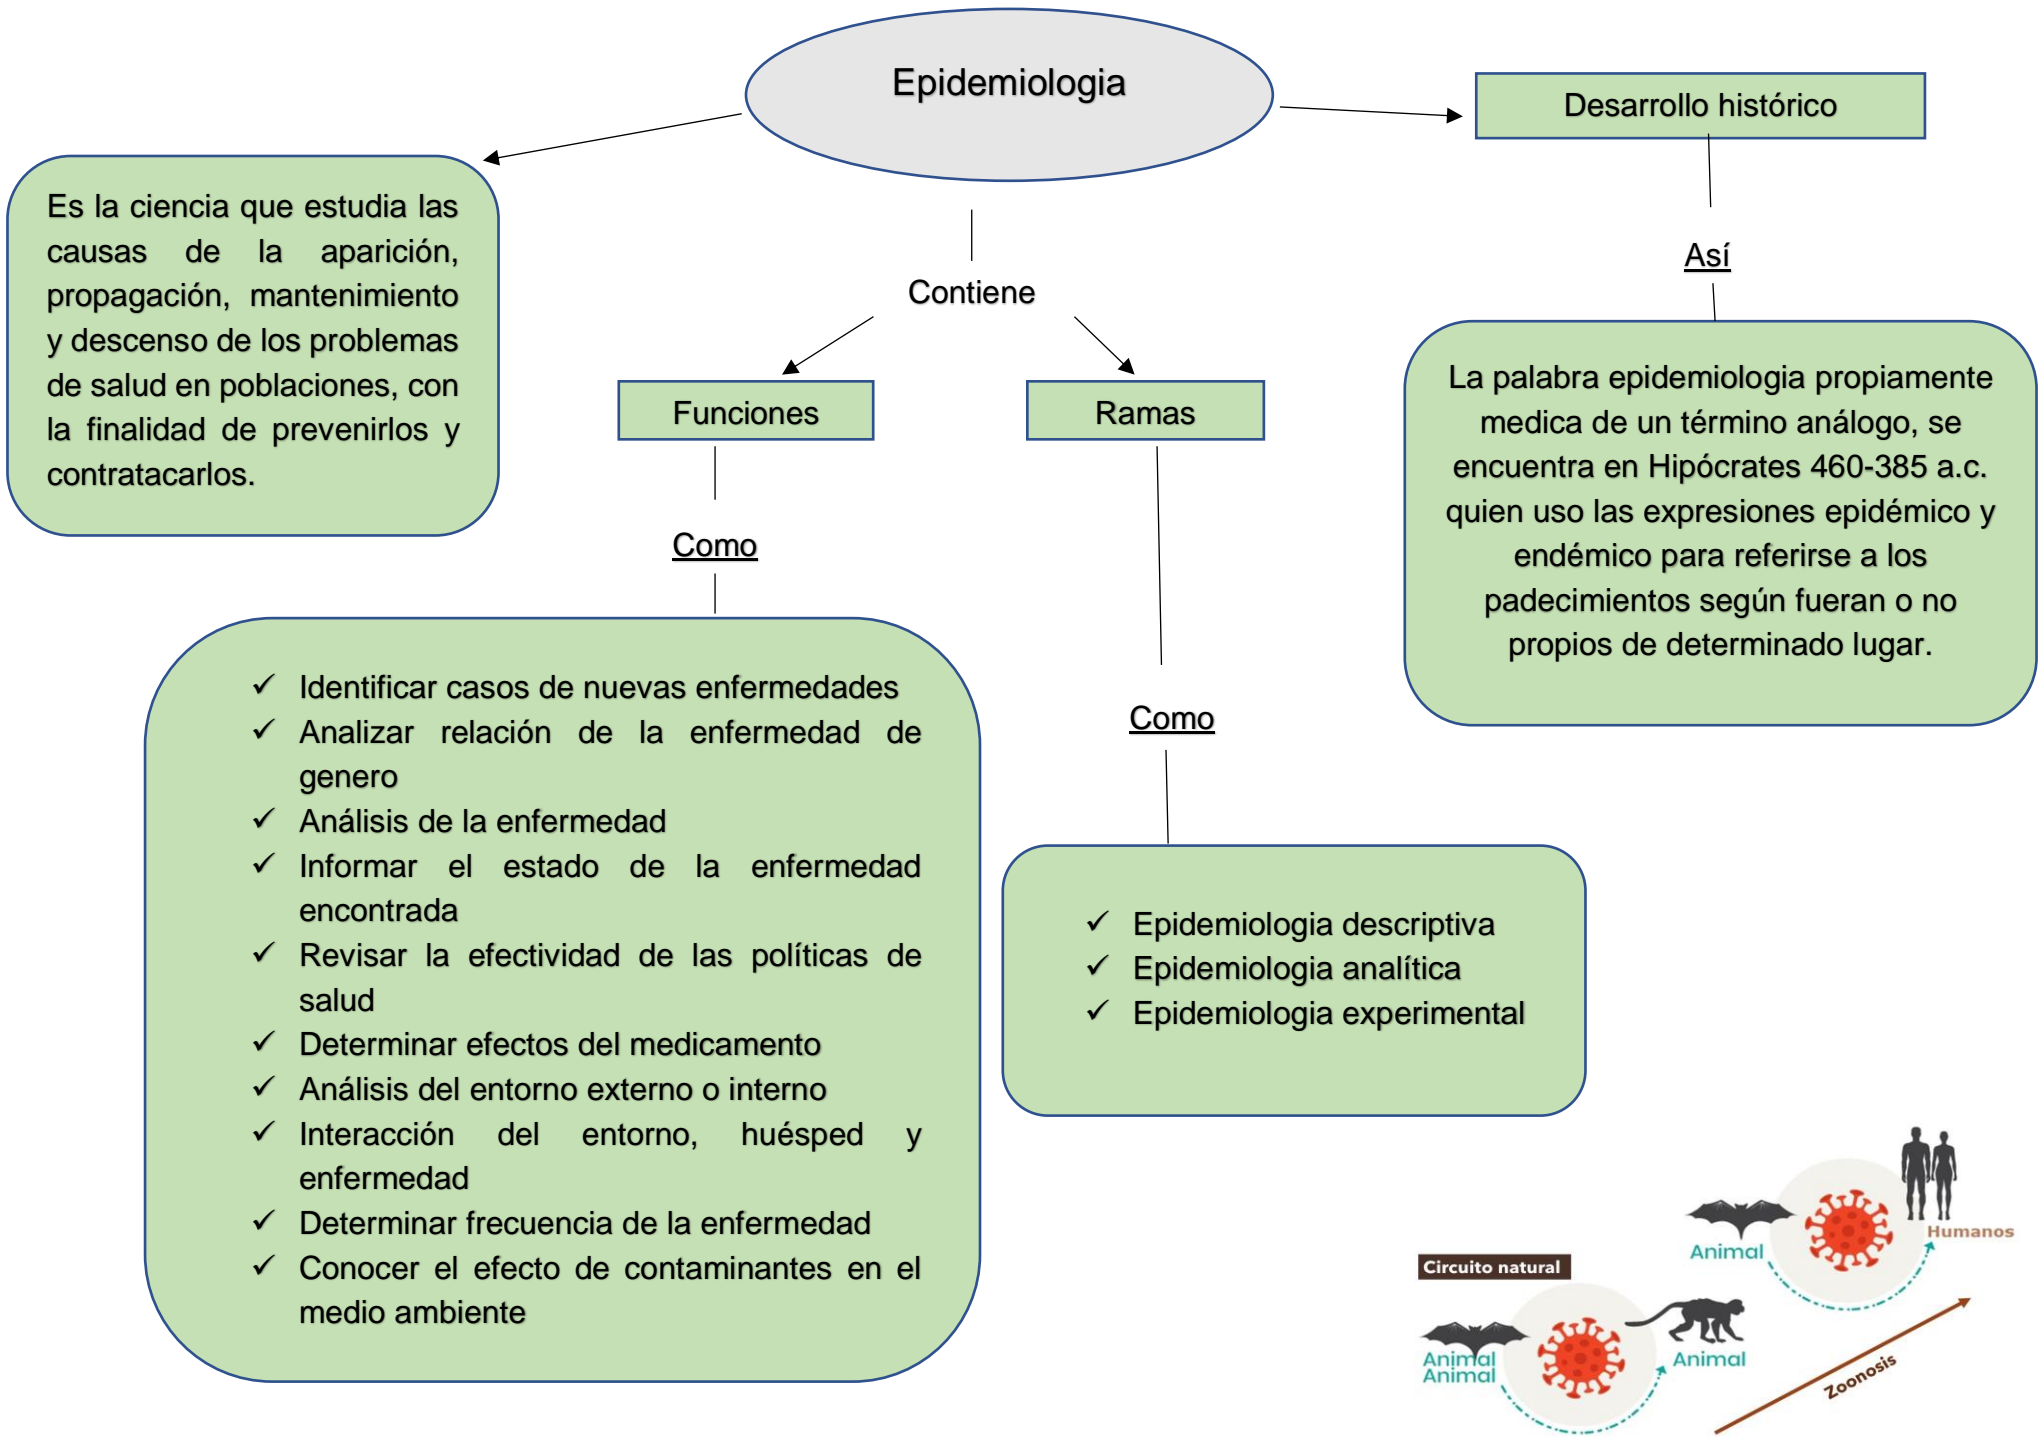 Epidemiologia
Desarrollo histórico
Es la ciencia que estudia las
causas de la aparición,
propagación, mantenimiento
y descenso de los problemas
de salud en poblaciones, con
la finalidad de prevenirlos y
contratacarlos.
Contiene
Así
Funciones
Ramas
La palabra epidemiologia propiamente
medica de un término análogo, se
encuentra en Hipócrates 460-385 a.c.
quien uso las expresiones epidémico y
endémico para referirse a los
padecimientos según fueran o no
propios de determinado lugar.
Como
✓ Identificar casos de nuevas enfermedades
✓ Analizar relación de la enfermedad de
genero
✓ Análisis de la enfermedad
✓ Informar el estado de la enfermedad
encontrada
✓ Revisar la efectividad de las políticas de
salud
✓ Determinar efectos del medicamento
✓ Análisis del entorno externo o interno
✓ Interacción del entorno, huésped y
enfermedad
✓ Determinar frecuencia de la enfermedad
✓ Conocer el efecto de contaminantes en el
medio ambiente
Como
✓ Epidemiologia descriptiva
✓ Epidemiologia analítica
✓ Epidemiologia experimental
Humanos
Animal
Circuito natural
Animal
Animal
Animal
Zoonosis